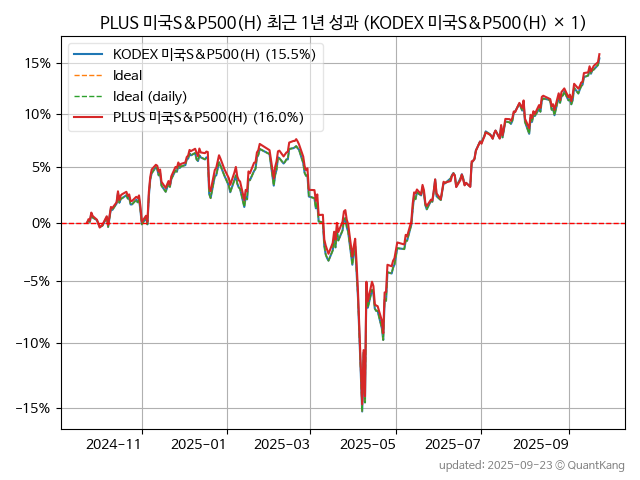 PLUS 미국S&P500(H) 최근 1년 성과 (KODEX 미국S&P500(H) × 1)
KODEX 미국S&P500(H) (15.5%)
Ideal
Ideal (daily)
PLUS 미국S&P500(H) (16.0%)
15%
10%
5%
0%
−5%
−10%
−15%
2024-11 2025-01 2025-03 2025-05 2025-07 2025-09
updated: 2025-09-23 © QuantKang